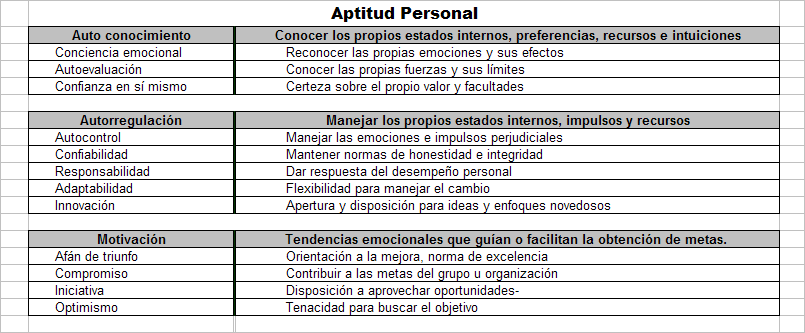 Aptitud Personal
Auto conocimiento Conocer los propios estados internos, preferencias, recursos e intuiciones
Conciencia emocional Reconocer las propias emociones y sus efectos
Autoevaluación Conocer las propias fuerzas y sus límites
Confianza en sí mismo Certeza sobre el propio valor y facultades
Autorregulación Manejar los propios estados internos, impulsos y recursos
Autocontrol Manejar las emociones e impulsos perjudiciales
Confiabilidad Mantener normas de honestidad e integridad
Responsabilidad Dar respuesta del desempeño personal
Adaptabilidad Flexibilidad para manejar el cambio
Innovación Apertura y disposición para ideas y enfoques novedosos
Motivación Tendencias emocionales que guían o facilitan la obtención de metas.
Afán de triunfo Orientación a la mejora, norma de excelencia
Compromiso Contribuir a las metas del grupo u organización
Iniciativa Disposición a aprovechar oportunidades-
Optimismo Tenacidad para buscar el objetivo